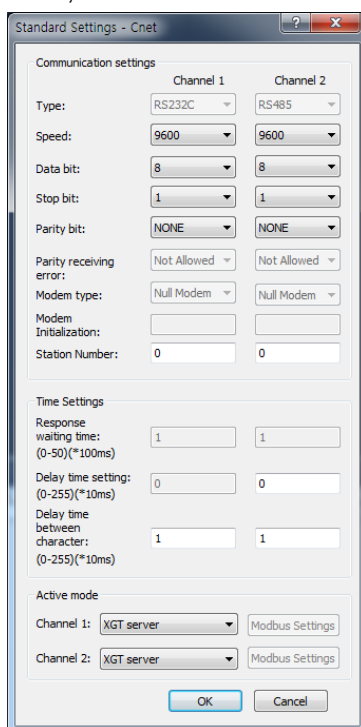 Standard Settings - Cnet
Communication settings
Channel 1 Channel 2
Type: RS232C RS485
Speed: 9600 9600
Data bit: 8 8
Stop bit: 1 1
Parity bit: NONE NONE
Parity receiving
error: Not Allowed Not Allowed
Modem type: Null Modem Null Modem
Modem
Initialization:
Station Number: 0 0
Time Settings
Response
waiting time: 1 1
(0-50)(*100ms)
Delay time setting: 0 0
(0-255)(*10ms)
Delay time
between
character: 1 1
(0-255)(*10ms)
Active mode
Channel 1: XGT server Modbus Settings
Channel 2: XGT server Modbus Settings
OK Cancel